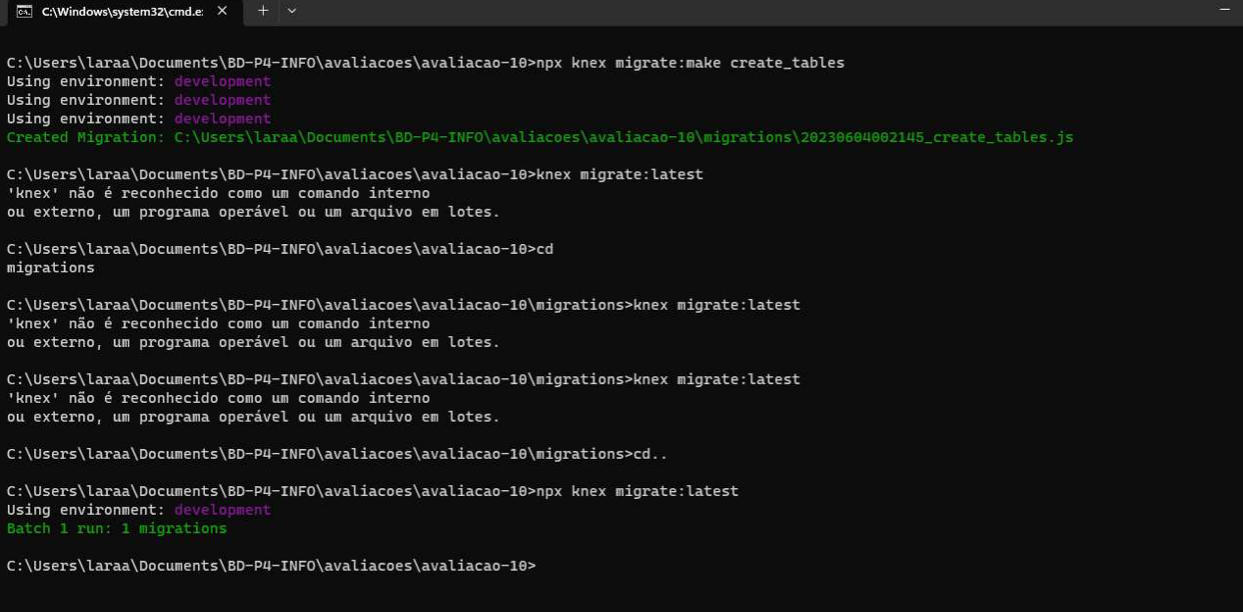 C:\Windows\system32\cmd.e:
C:\Users\laraa\Documents\BD-P4-INFO\avaliacoes\avaliacao-10>npx knex migrate:make create_tables
Using environment: development
Using environment: development
Using environment: development
Created Migration: C:\Users\laraa\Documents\BD-P4-INFO\avaliacoes\avaliacao-10\migrations\20230604002145_create_tables.js
C:\Users\laraa\Documents\BD-P4-INFO\avaliacoes\avaliacao-10>knex migrate:latest
'knex' não é reconhecido como um comando interno
ou externo, um programa operável ou um arquivo em lotes.
C:\Users\laraa\Documents\BD-P4-INFO\avaliacoes\avaliacao-10>cd
migrations
C:\Users\laraa\Documents\BD-P4-INFO\avaliacoes\avaliacao-10\migrations>knex migrate:latest
'knex' não é reconhecido como um comando interno
ou externo, um programa operável ou um arquivo em lotes.
C:\Users\laraa\Documents\BD-P4-INFO\avaliacoes\avaliacao-10\migrations>knex migrate:latest
'knex' não é reconhecido como um comando interno
ou externo, um programa operável ou um arquivo em lotes.
C:\Users\laraa\Documents\BD-P4-INFO\avaliacoes\avaliacao-10\migrations>cd..
C:\Users\laraa\Documents\BD-P4-INFO\avaliacoes\avaliacao-10>npx knex migrate:latest
Using environment: development
Batch 1 run: 1 migrations
C:\Users\laraa\Documents\BD-P4-INFO\avaliacoes\avaliacao-10>